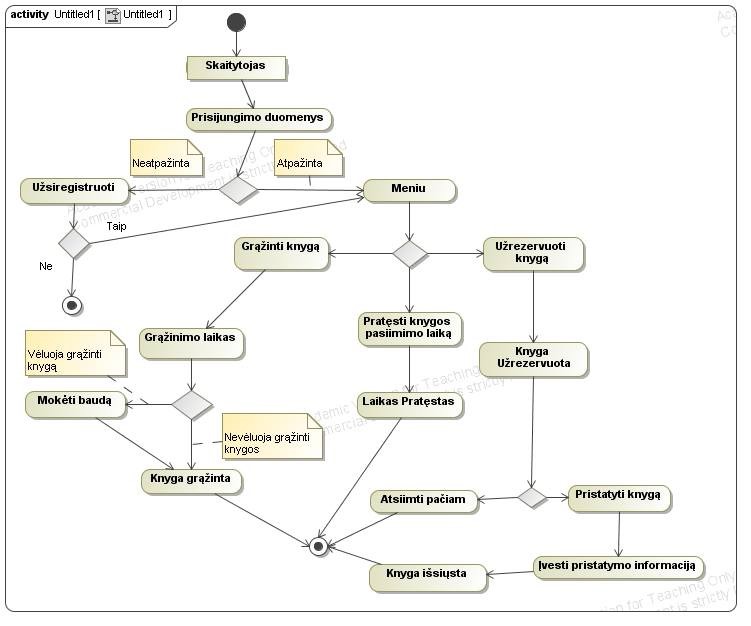 activity Untitled1 [ Untitled1 ]
Skaitytojas
Prisijungimo duomenys
Neatpažinta
Atpažinta
Užsiregistruoti
Meniu
Taip
Ne
Grąžinti knygą
Užrezervuoti
knygą
Grąžinimo laikas
Pratęsti knygos
pasiimimo laiką
Knyga
Užrezervuota
Vėluoja grąžinti
knygą
Mokėti baudą
Laikas Pratęstas
Nevėluoja grąžinti
knygos
Knyga grąžinta
Atsiimti pačiam
Pristatyti knygą
Įvesti pristatymo informaciją
Knyga išsiųsta